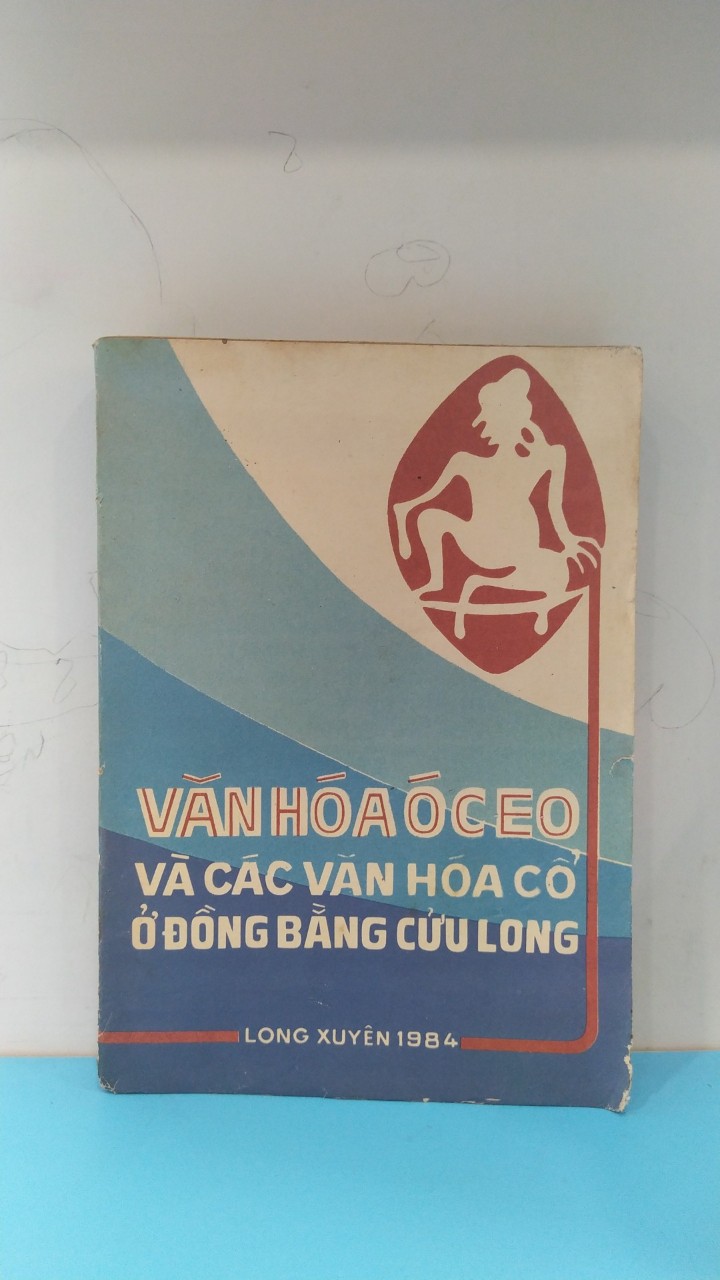 VĂN HÓA ÓC EO
VÀ CÁC VĂN HÓA CỔ
Ở ĐỒNG BẰNG CỬU LONG
LONG XUYÊN 1984